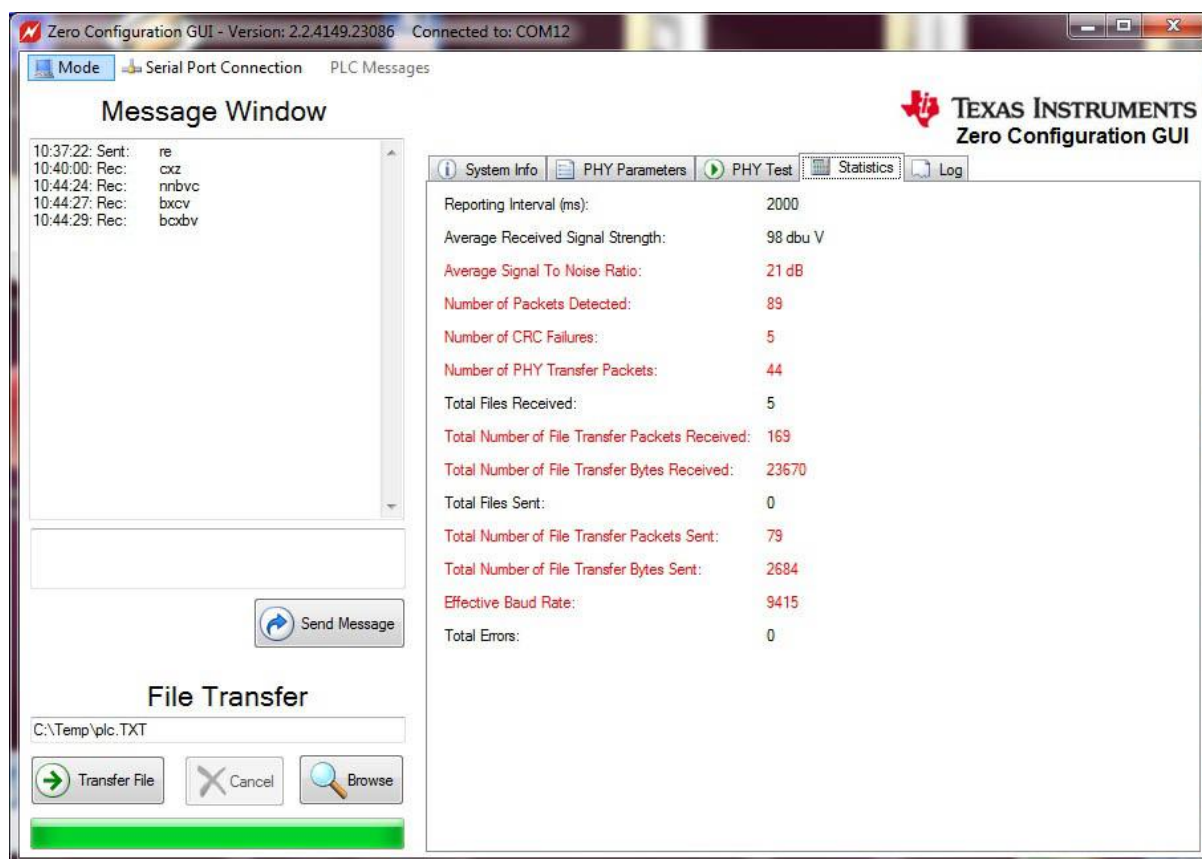 Zero Configuration GUI - Version: 2.2.4149.23086 Connected to: COM12
Mode Serial Port Connection PLC Messages
Message Window
TEXAS INSTRUMENTS
Zero Configuration GUI
10:37:22: Sent: re
10:40:00: Rec: cxz
10:44:24: Rec: nnbvc
10:44:27: Rec: bxcv
10:44:29: Rec: bcxbv
Send Message
File Transfer
C:\Temp\plc.TXT
Transfer File Cancel Browse
System Info PHY Parameters PHY Test Statistics Log
Reporting Interval (ms): 2000
Average Received Signal Strength: 98 dbu V
Average Signal To Noise Ratio: 21 dB
Number of Packets Detected: 89
Number of CRC Failures: 5
Number of PHY Transfer Packets: 44
Total Files Received: 5
Total Number of File Transfer Packets Received: 169
Total Number of File Transfer Bytes Received: 23670
Total Files Sent: 0
Total Number of File Transfer Packets Sent: 79
Total Number of File Transfer Bytes Sent: 2684
Effective Baud Rate: 9415
Total Errors: 0